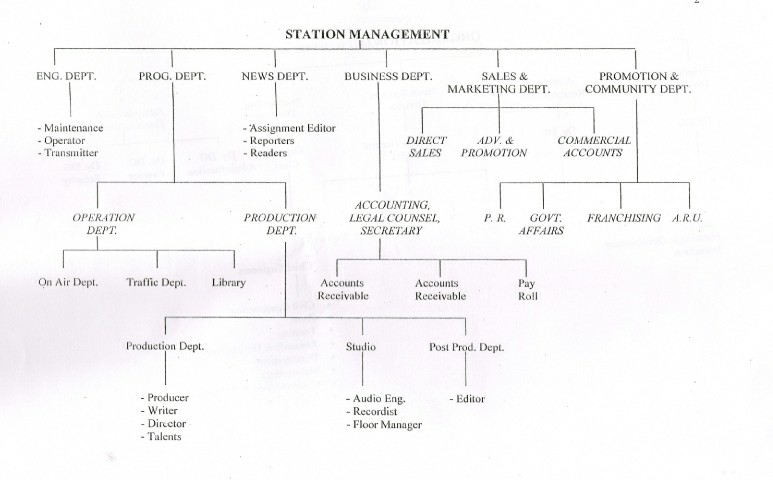 2
STATION MANAGEMENT
ENG. DEPT. PROG. DEPT. NEWS DEPT. BUSINESS DEPT. SALES & PROMOTION &
MARKETING DEPT. COMMUNITY DEPT.
- Maintenance - Assignment Editor
- Operator - Reporters
- Transmitter - Readers
DIRECT ADV. & COMMERCIAL
SALES PROMOTION ACCOUNTS
OPERATION PRODUCTION ACCOUNTING,
DEPT. DEPT. LEGAL COUNSEL,
SECRETARY
P. R. GOVT. FRANCHISING A.R.U.
AFFAIRS
On Air Dept. Traffic Dept. Library Accounts Accounts Pay
Receivable Receivable Roll
Production Dept. Studio Post Prod. Dept.
- Producer - Audio Eng. - Editor
- Writer - Recordist
- Director - Floor Manager
- Talents